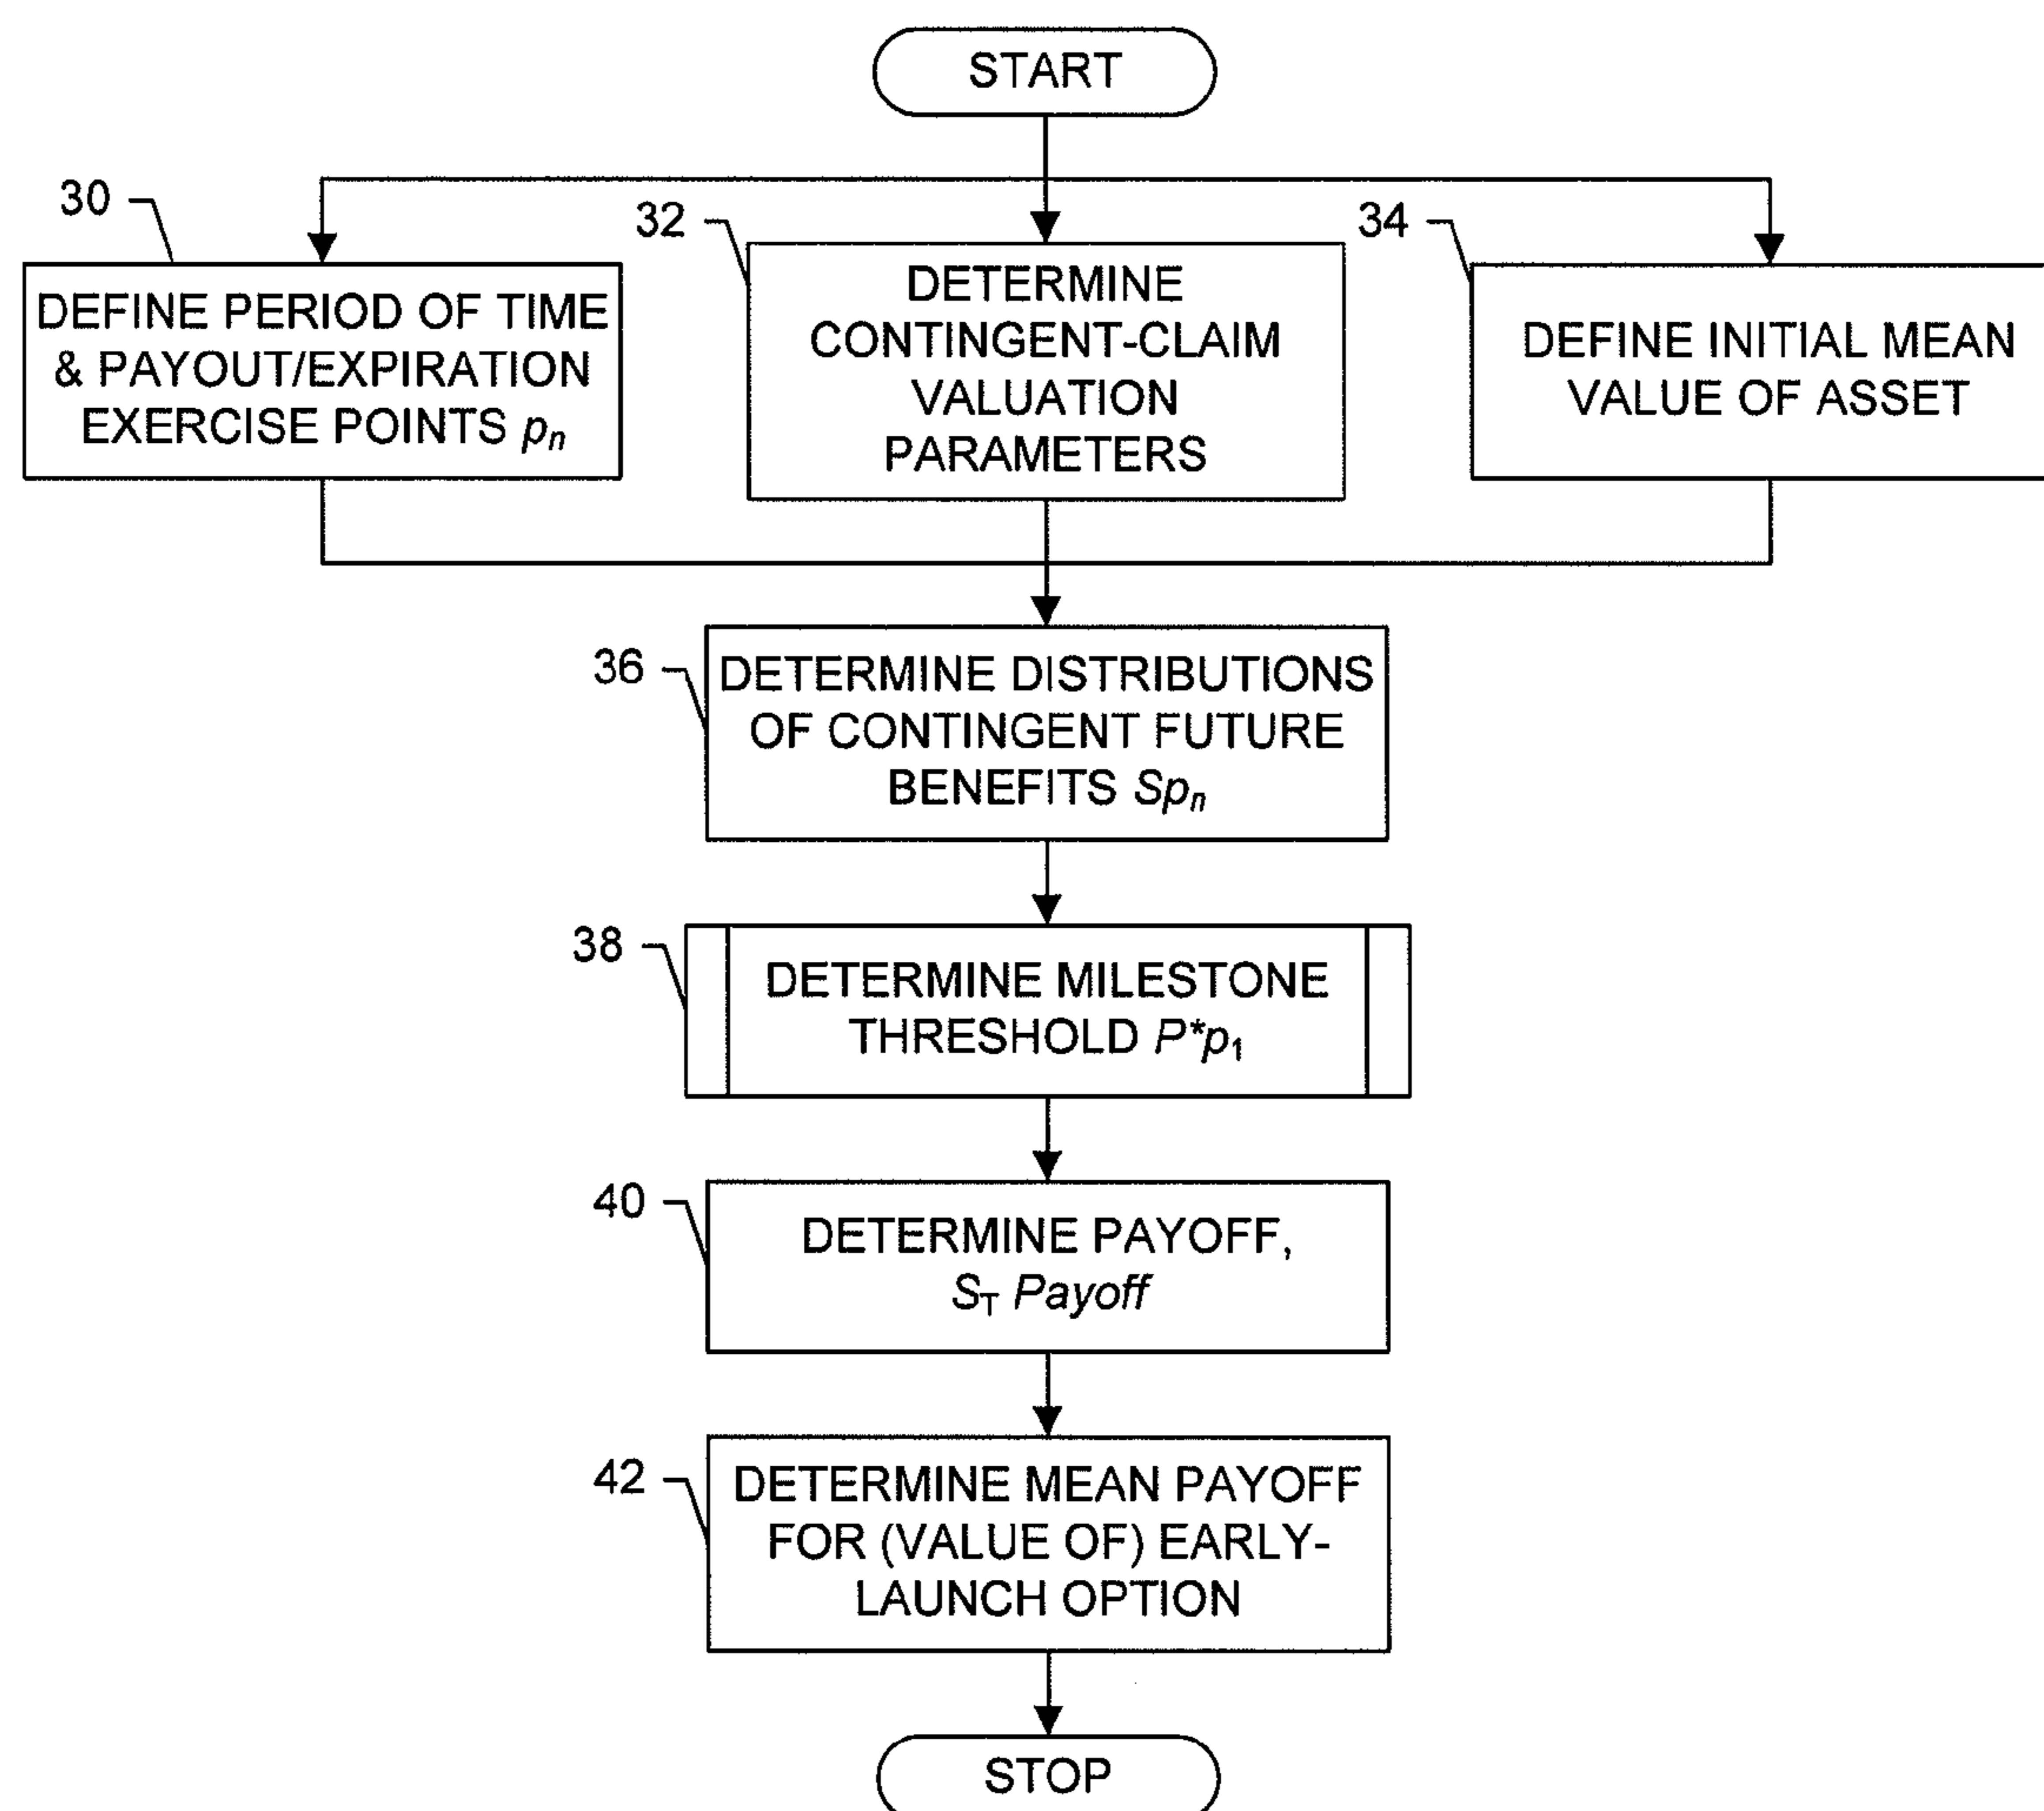 START
30
DEFINE PERIOD OF TIME
& PAYOUT/EXPIRATION
EXERCISE POINTS pn
32
DETERMINE
CONTINGENT-CLAIM
VALUATION
PARAMETERS
34
DEFINE INITIAL MEAN
VALUE OF ASSET
36
DETERMINE DISTRIBUTIONS
OF CONTINGENT FUTURE
BENEFITS Spn
38
DETERMINE MILESTONE
THRESHOLD P*p1
40
DETERMINE PAYOFF,
ST Payoff
42
DETERMINE MEAN PAYOFF
FOR (VALUE OF) EARLY-
LAUNCH OPTION
STOP